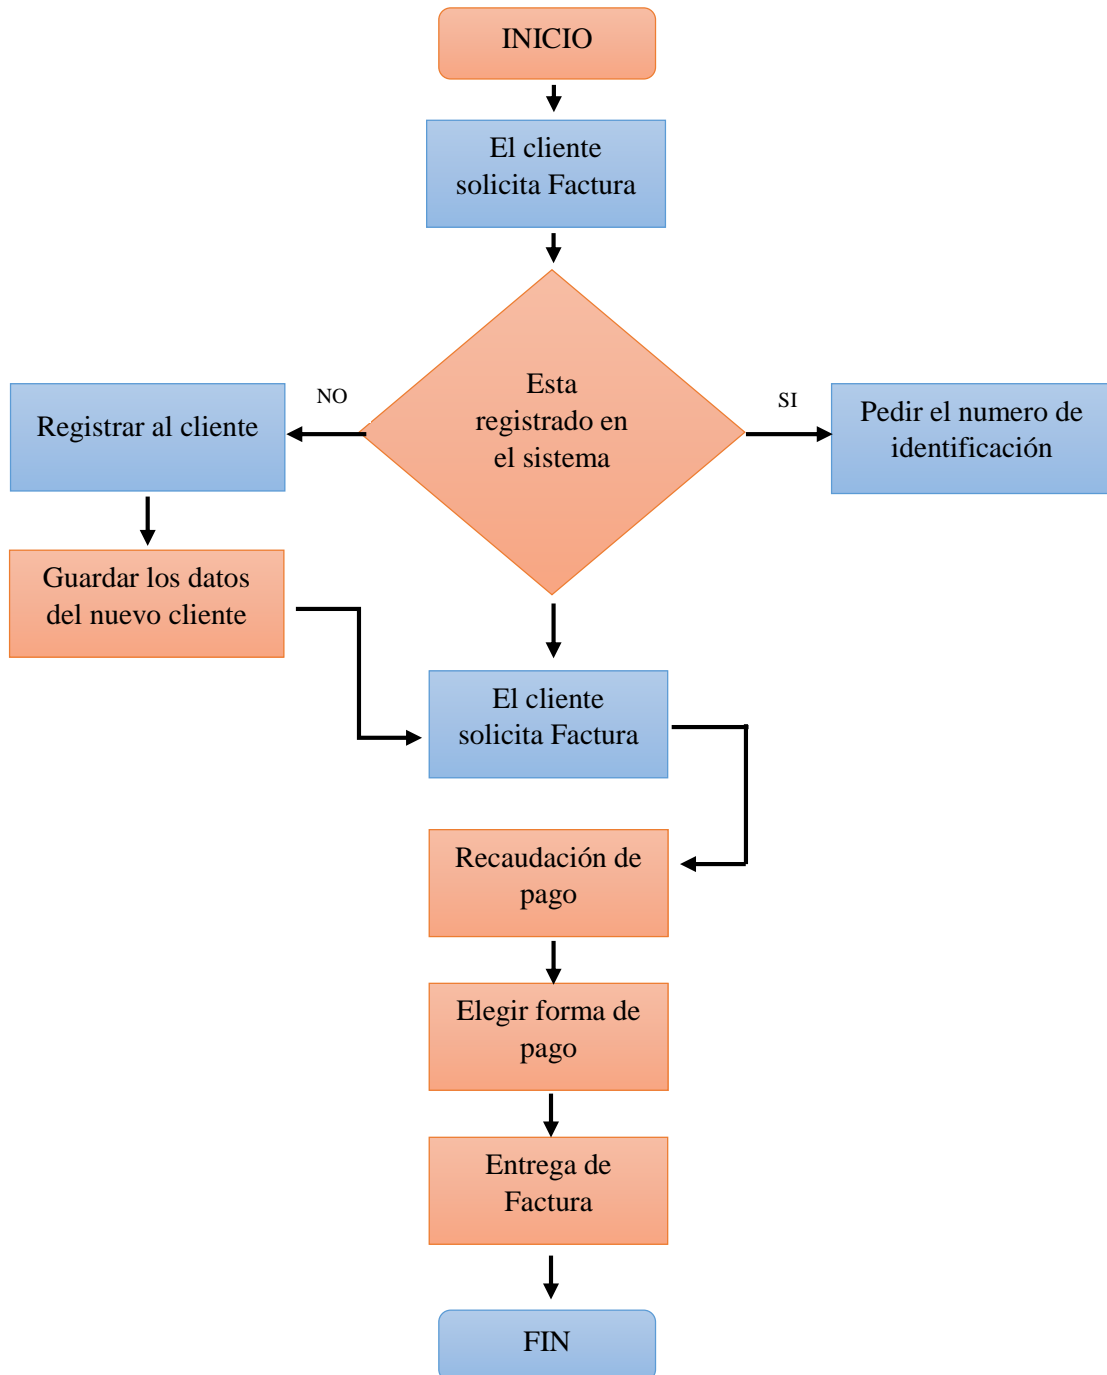 INICIO
El cliente
solicita Factura
Esta
registrado en
el sistema
NO
SI
Registrar al cliente
Pedir el numero de
identificación
Guardar los datos
del nuevo cliente
El cliente
solicita Factura
Recaudación de
pago
Elegir forma de
pago
Entrega de
Factura
FIN